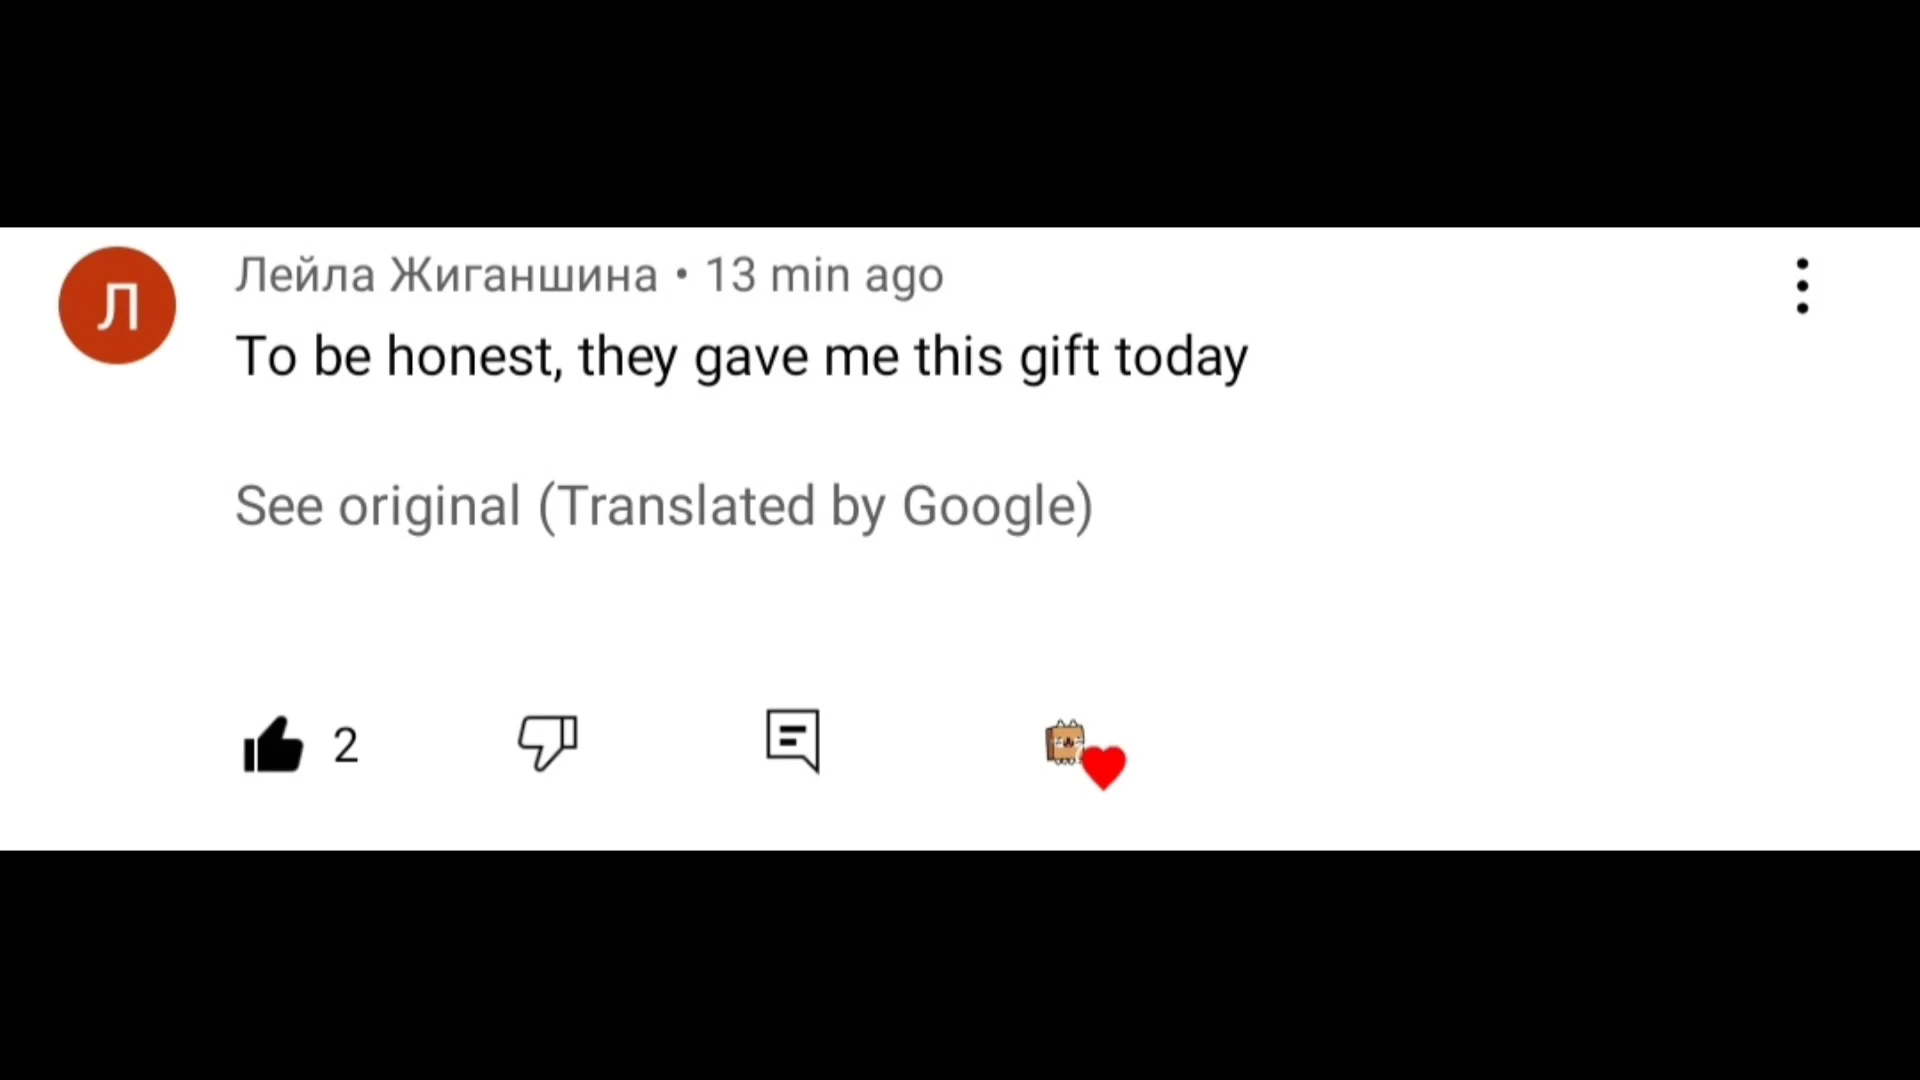 Л
Лейла Жиганшина • 13 min ago
To be honest, they gave me this gift today
See original (Translated by Google)
2